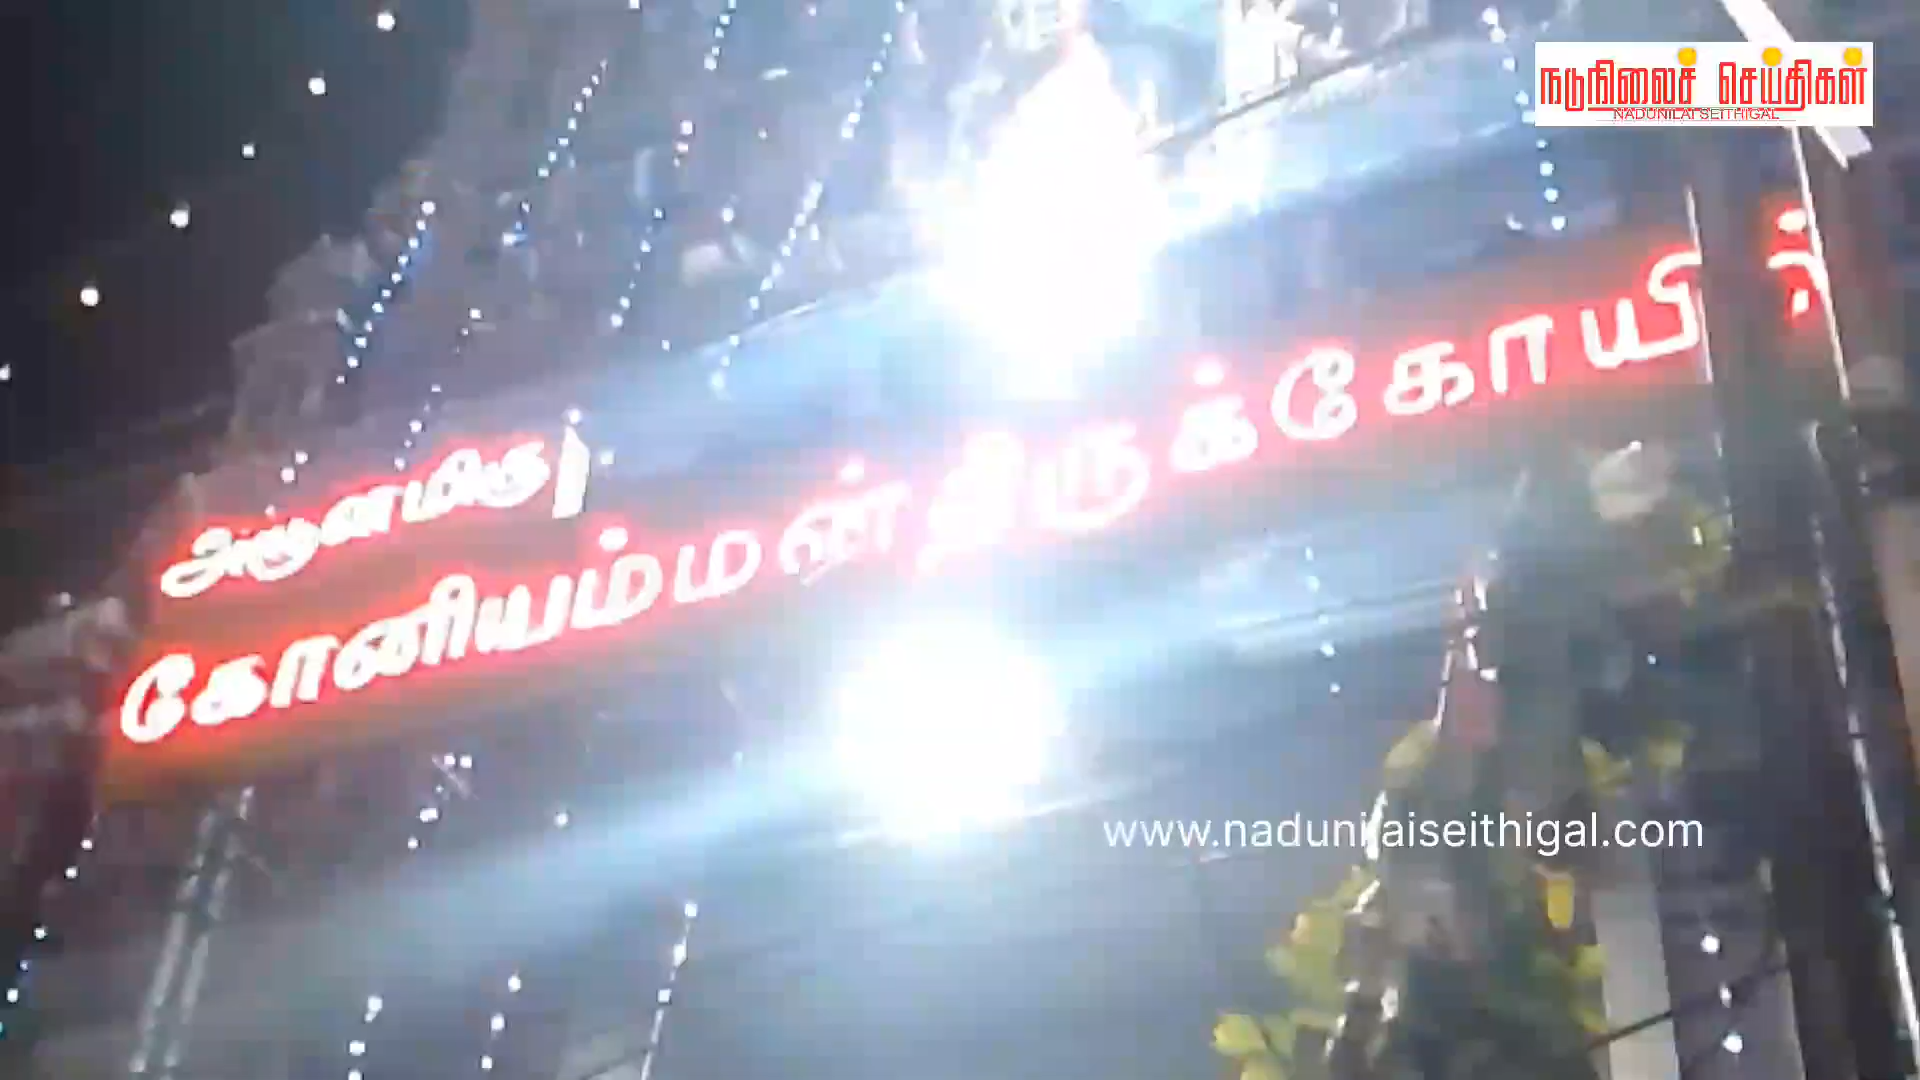 நடுநிலைச் செய்திகள்
NADUNILAI SEITHIGAL
அருள்மிகு
கோனியம்மன் திருக்கோயில்
www.nadunilaiseithigal.com